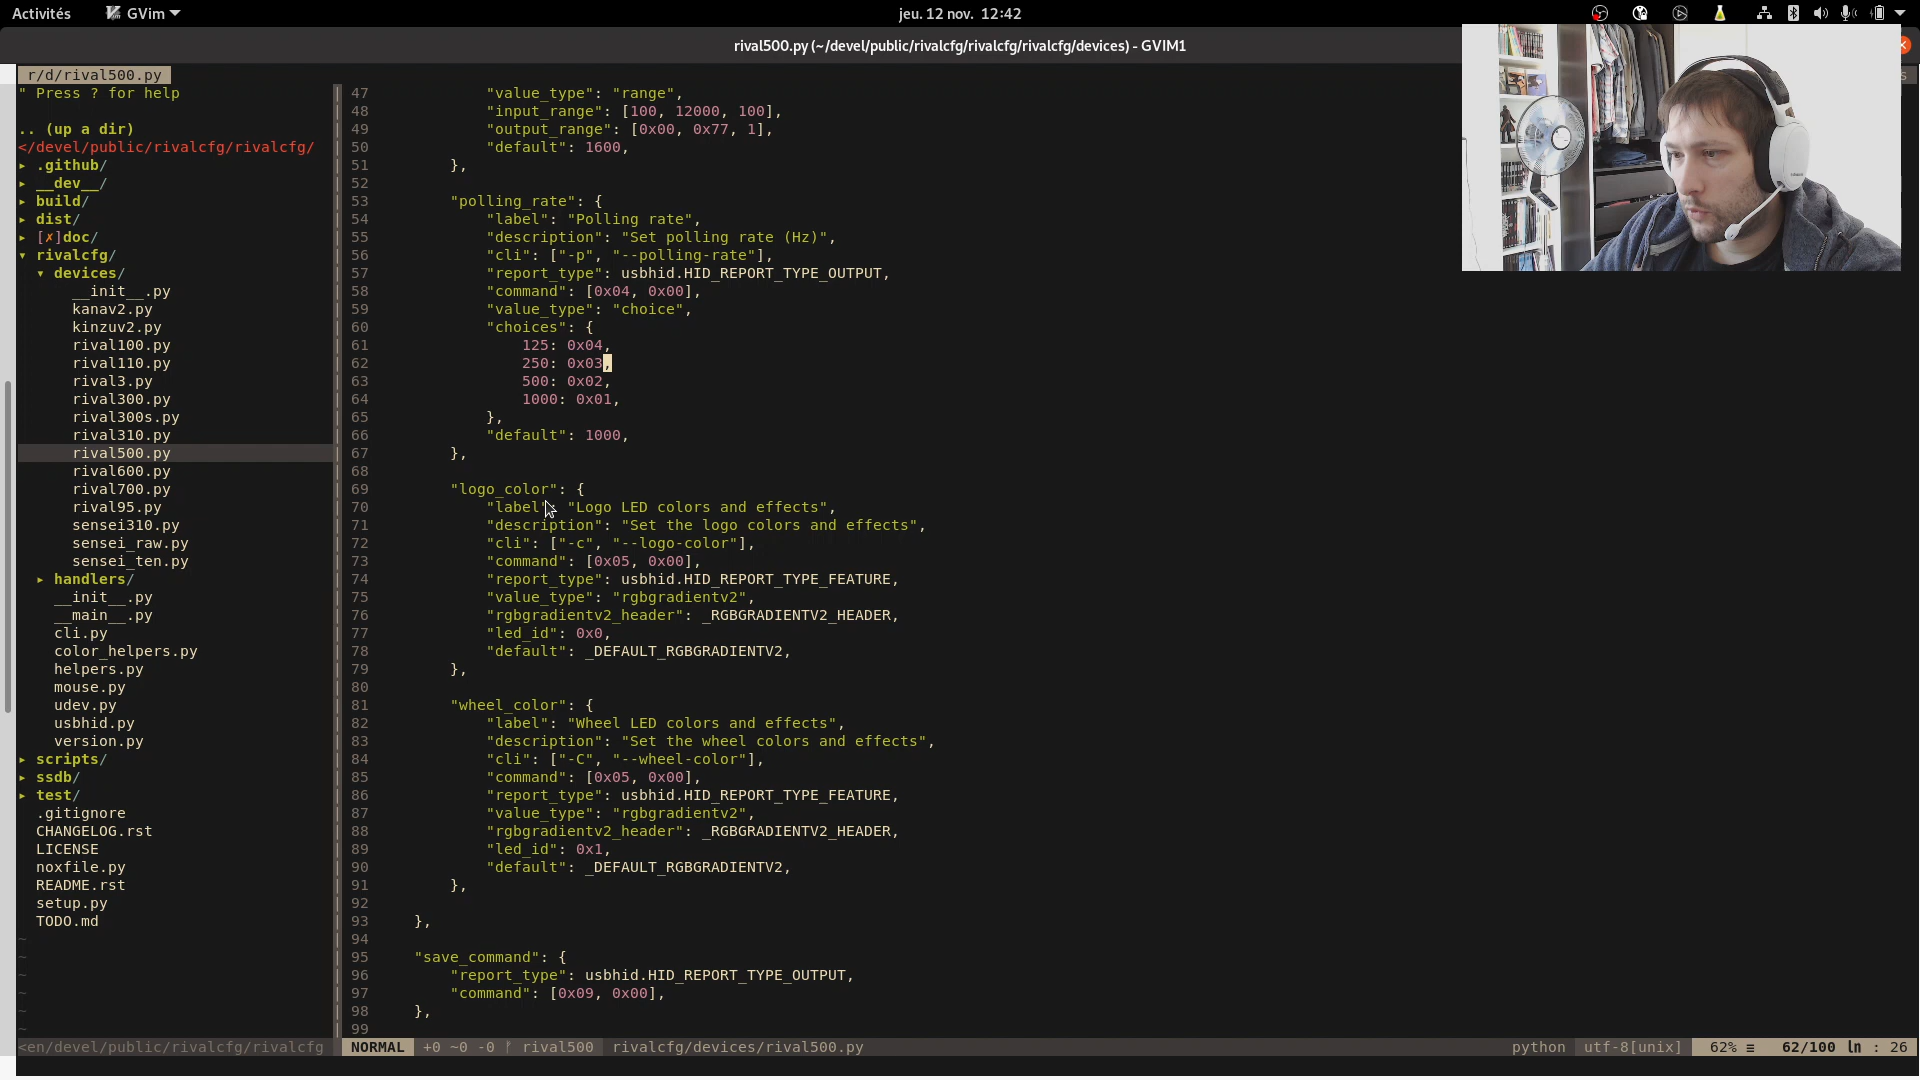 Activités
GVim
jeu. 12 nov. 12:42
rival500.py (~/devel/public/rivalcfg/rivalcfg/rivalcfg/devices) - GVIM1
r/d/rival500.py
" Press ? for help
.. (up a dir)
</devel/public/rivalcfg/rivalcfg/
▸ .github/
▸ __dev__/
▸ build/
▸ dist/
▸ [✗]doc/
▾ rivalcfg/
▾ devices/
__init__.py
kanav2.py
kinzuv2.py
rival100.py
rival110.py
rival3.py
rival300.py
rival300s.py
rival310.py
rival500.py
rival600.py
rival700.py
rival95.py
sensei310.py
sensei_raw.py
sensei_ten.py
▸ handlers/
__init__.py
__main__.py
cli.py
color_helpers.py
helpers.py
mouse.py
udev.py
usbhid.py
version.py
▸ scripts/
▸ ssdb/
▸ test/
.gitignore
CHANGELOG.rst
LICENSE
noxfile.py
README.rst
setup.py
TODO.md
47 "value_type": "range",
48 "input_range": [100, 12000, 100],
49 "output_range": [0x00, 0x77, 1],
50 "default": 1600,
51 },
52
53 "polling_rate": {
54 "label": "Polling rate",
55 "description": "Set polling rate (Hz)",
56 "cli": ["-p", "--polling-rate"],
57 "report_type": usbhid.HID_REPORT_TYPE_OUTPUT,
58 "command": [0x04, 0x00],
59 "value_type": "choice",
60 "choices": {
61 125: 0x04,
62 250: 0x03,
63 500: 0x02,
64 1000: 0x01,
65 },
66 "default": 1000,
67 },
68
69 "logo_color": {
70 "label": "Logo LED colors and effects",
71 "description": "Set the logo colors and effects",
72 "cli": ["-c", "--logo-color"],
73 "command": [0x05, 0x00],
74 "report_type": usbhid.HID_REPORT_TYPE_FEATURE,
75 "value_type": "rgbgradientv2",
76 "rgbgradientv2_header": _RGBGRADIENTV2_HEADER,
77 "led_id": 0x0,
78 "default": _DEFAULT_RGBGRADIENTV2,
79 },
80
81 "wheel_color": {
82 "label": "Wheel LED colors and effects",
83 "description": "Set the wheel colors and effects",
84 "cli": ["-C", "--wheel-color"],
85 "command": [0x05, 0x00],
86 "report_type": usbhid.HID_REPORT_TYPE_FEATURE,
87 "value_type": "rgbgradientv2",
88 "rgbgradientv2_header": _RGBGRADIENTV2_HEADER,
89 "led_id": 0x1,
90 "default": _DEFAULT_RGBGRADIENTV2,
91 },
92
93 },
94
95 "save_command": {
96 "report_type": usbhid.HID_REPORT_TYPE_OUTPUT,
97 "command": [0x09, 0x00],
98 },
99
<en/devel/public/rivalcfg/rivalcfg
NORMAL +0 ~0 -0 ᚠ rival500 rivalcfg/devices/rival500.py
python utf-8[unix] 62% ≡ 62/100 ln : 26